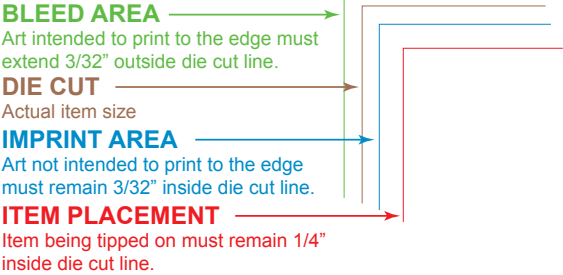 BLEED AREA
Art intended to print to the edge must
extend 3/32” outside die cut line.
DIE CUT
Actual item size
IMPRINT AREA
Art not intended to print to the edge
must remain 3/32” inside die cut line.
ITEM PLACEMENT
Item being tipped on must remain 1/4”
inside die cut line.